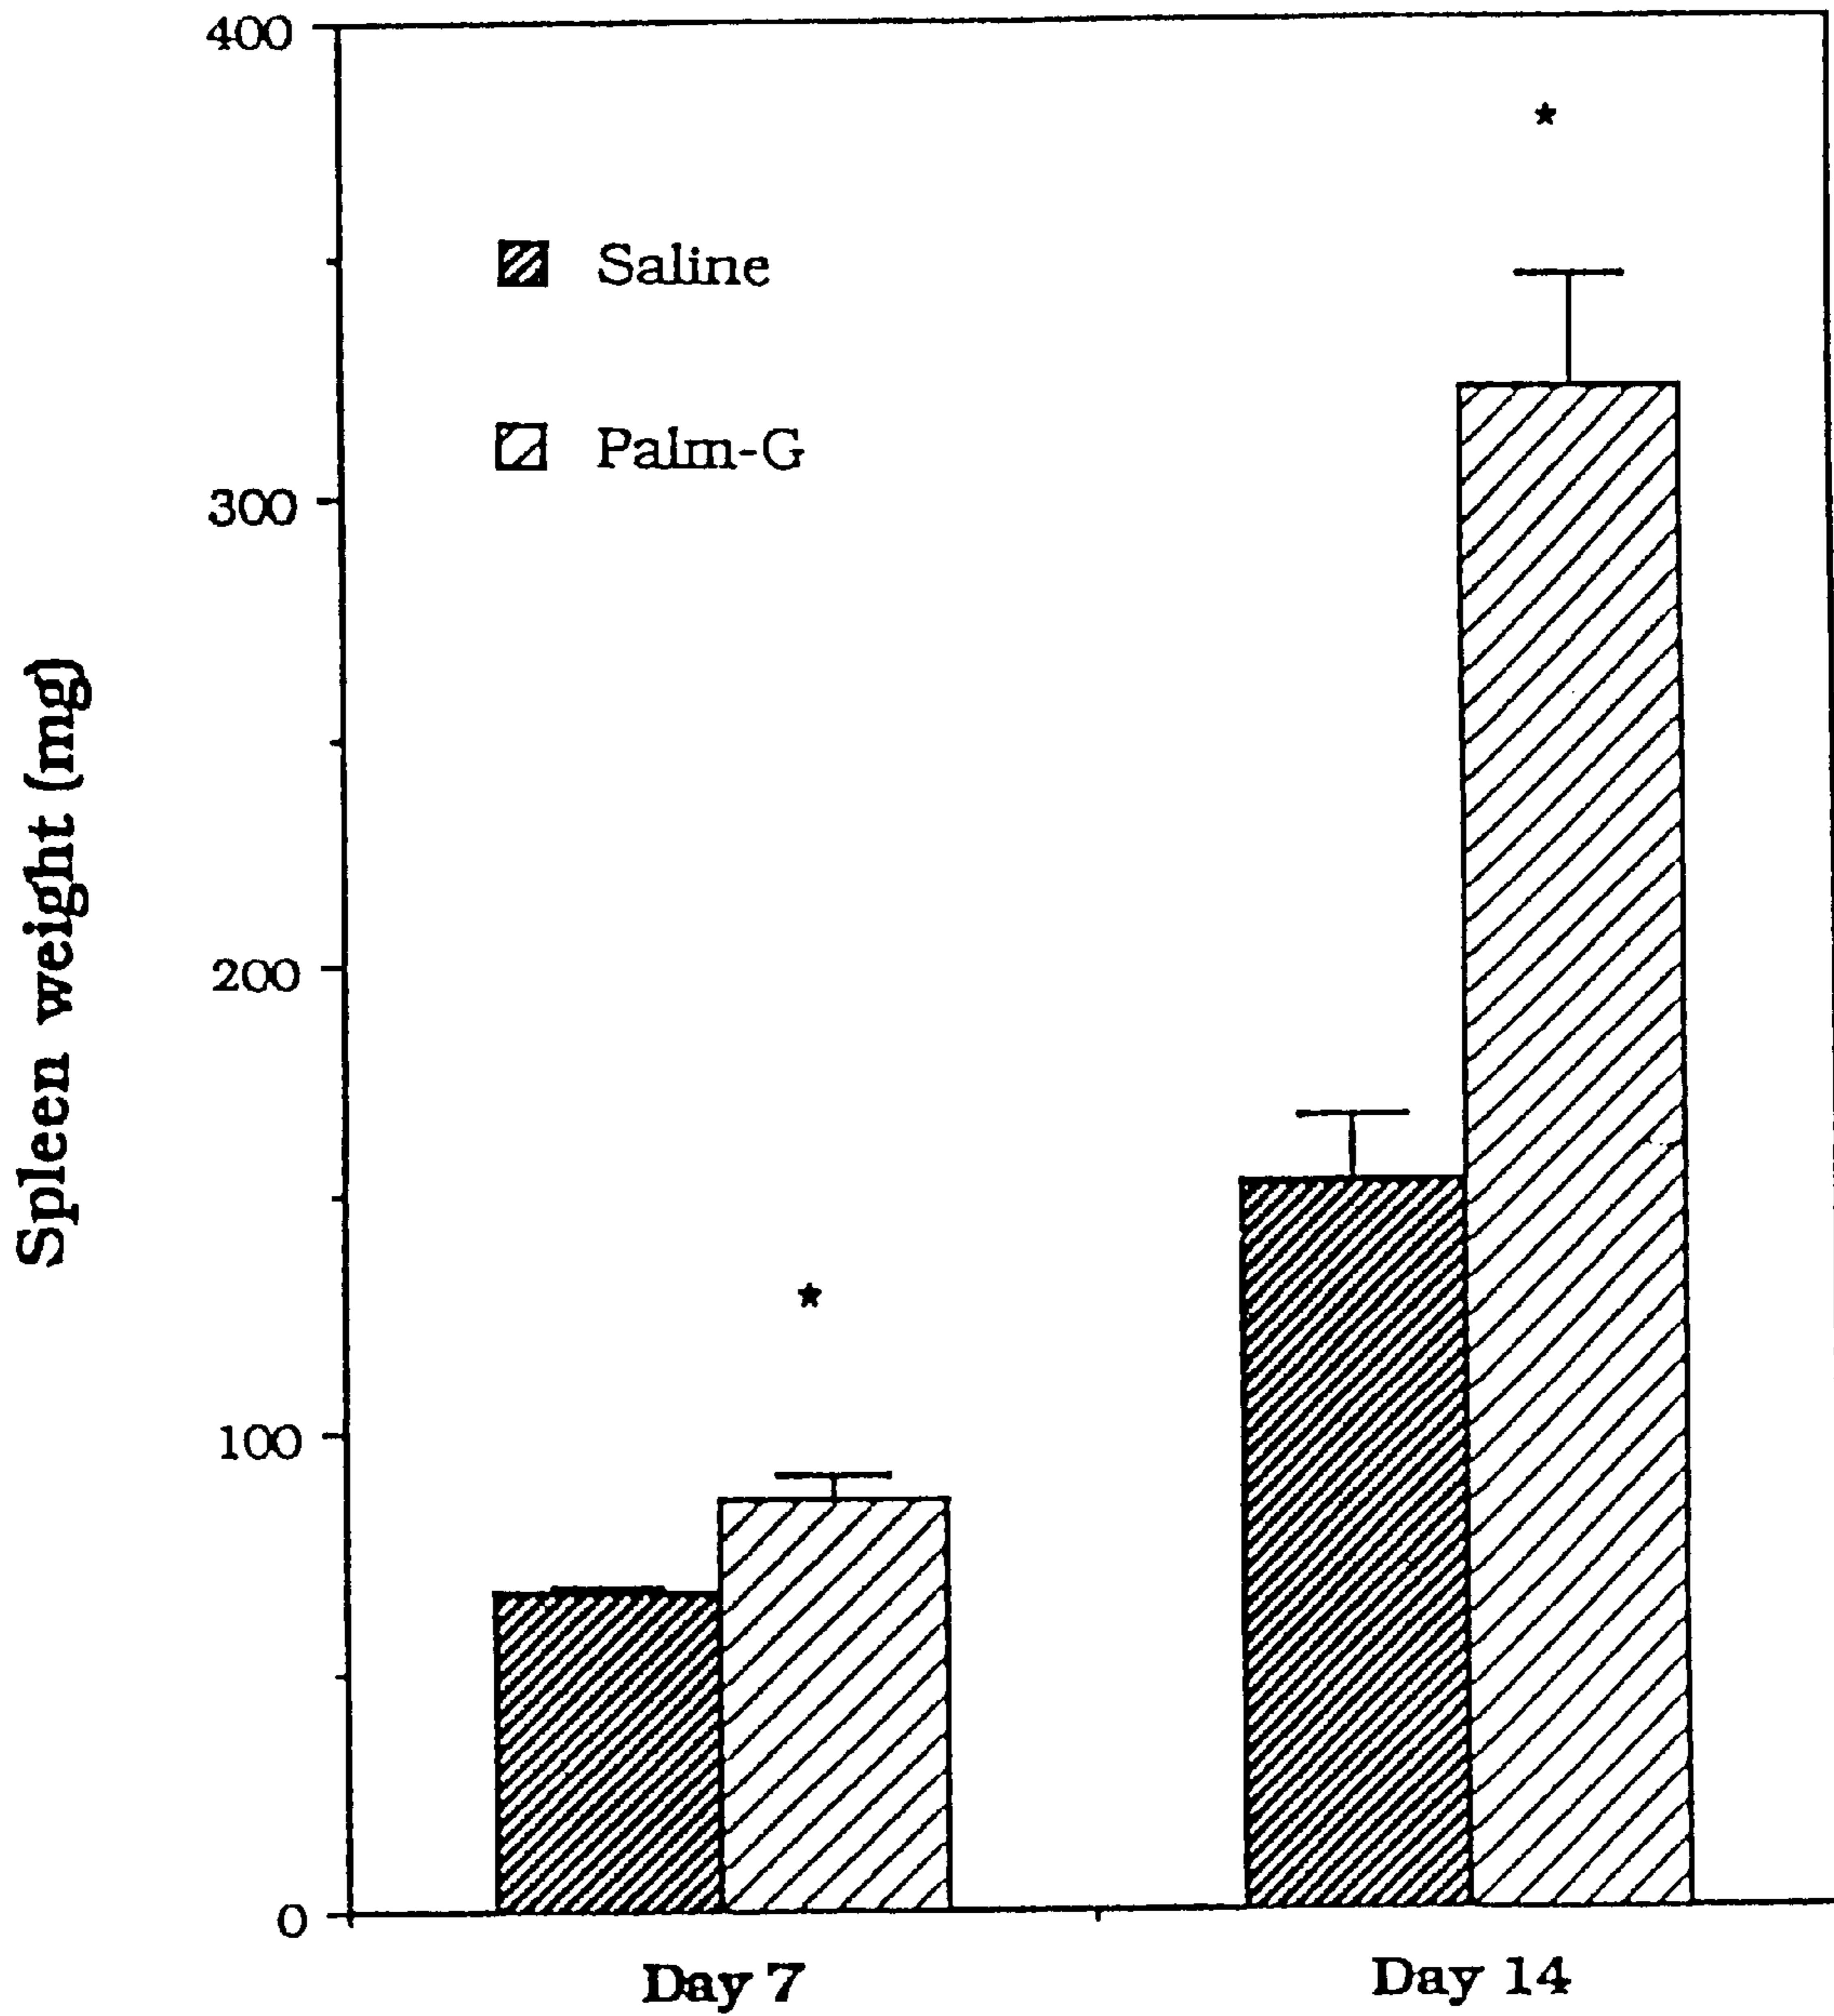 400
300
200
100
0
Spleen weight (mg)
Saline
Palm-G
*
*
Day 7
Day 14